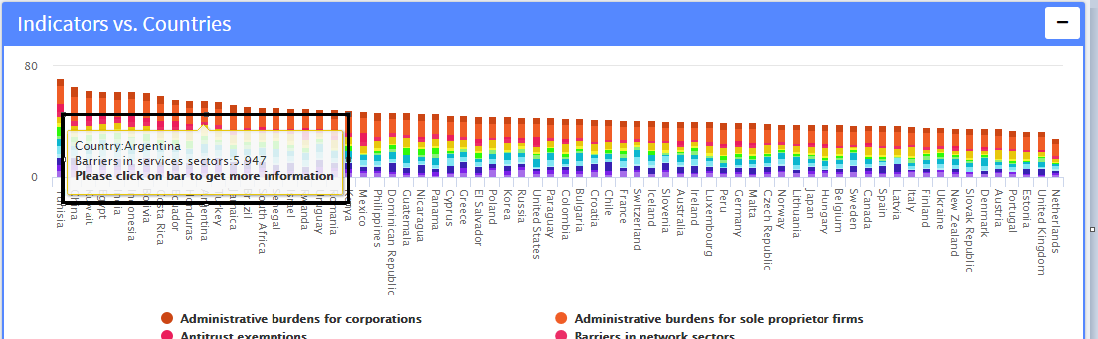 Indicators vs. Countries
80
Country:Argentina
Barriers in services sectors:5.947
Please click on bar to get more information
0
Mexico
Philippines
Dominican Republic
Guatemala
Nicaragua
Panama
Cyprus
Greece
El Salvador
Poland
Korea
Russia
United States
Paraguay
Colombia
Bulgaria
Croatia
Chile
France
Switzerland
Iceland
Slovenia
Australia
Ireland
Luxembourg
Peru
Germany
Malta
Czech Republic
Norway
Lithuania
Japan
Hungary
Belgium
Sweden
Canada
Spain
Latvia
Italy
Finland
Ukraine
New Zealand
Slovak Republic
Denmark
Austria
Portugal
Estonia
United Kingdom
Netherlands
Administrative burdens for corporations
Administrative burdens for sole proprietor firms
Antitrust exemptions
Barriers in network sectors